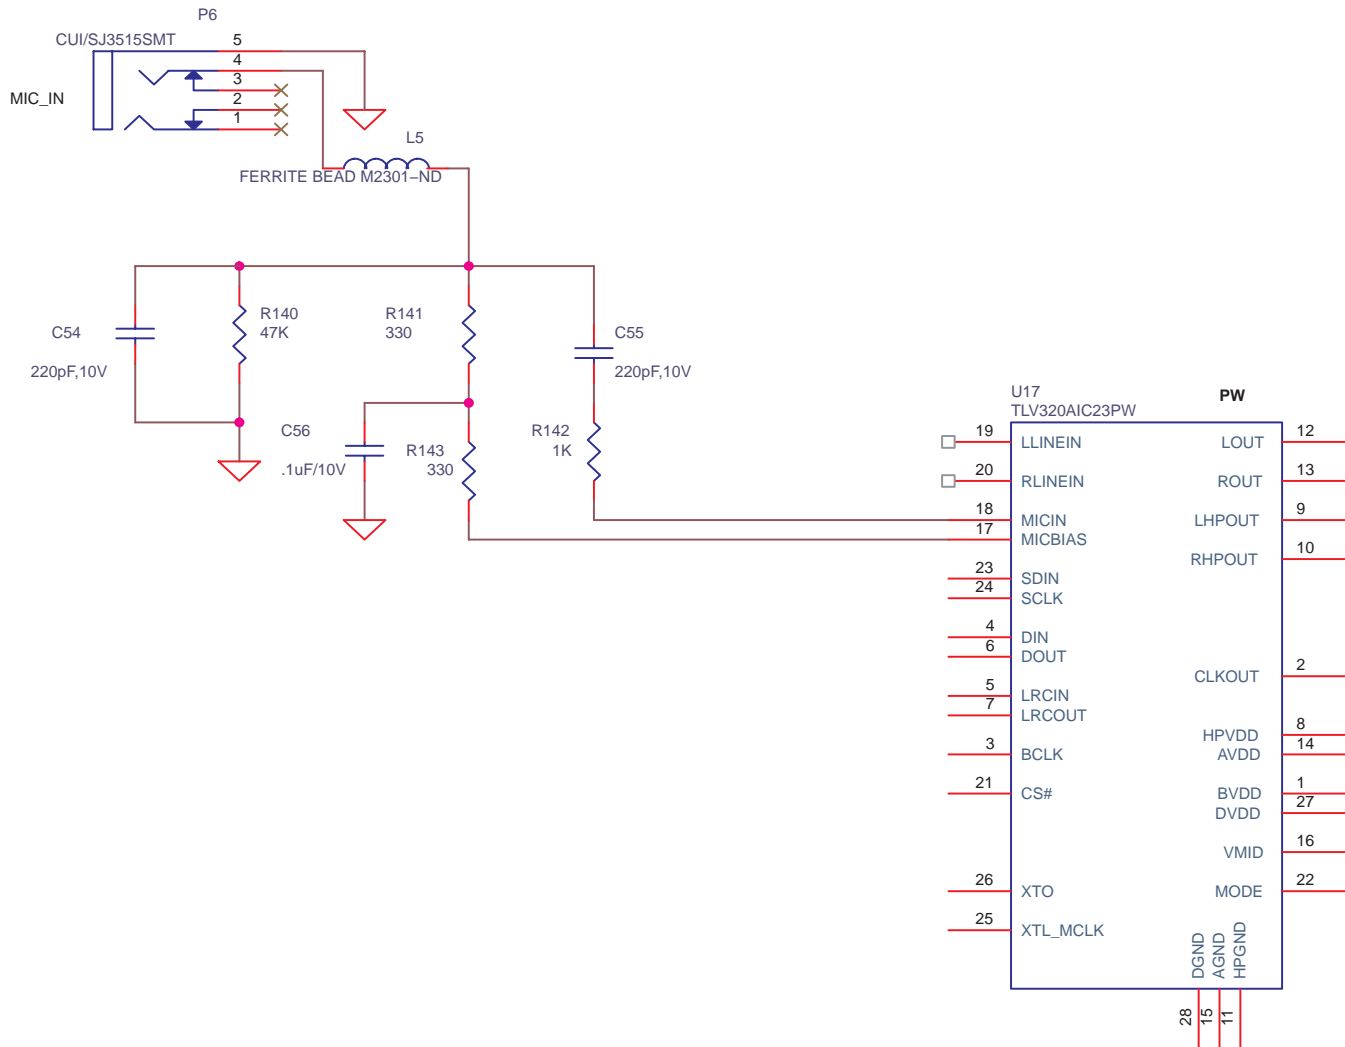 P6
CUI/SJ3515SMT
5
4
3
2
1
MIC_IN
L5
FERRITE BEAD M2301-ND
C54
220pF,10V
R140
47K
R141
330
C55
220pF,10V
C56
.1uF/10V
R143
330
R142
1K
U17
TLV320AIC23PW
PW
19 LLINEIN
20 RLINEIN
18 MICIN
17 MICBIAS
23 SDIN
24 SCLK
4 DIN
6 DOUT
5 LRCIN
7 LRCOUT
3 BCLK
21 CS#
26 XTO
25 XTL_MCLK
LOUT 12
ROUT 13
LHPOUT 9
RHPOUT 10
CLKOUT 2
HPVDD 8
AVDD 14
BVDD 1
DVDD 27
VMID 16
MODE 22
DGND 28
AGND 15
HPGND 11